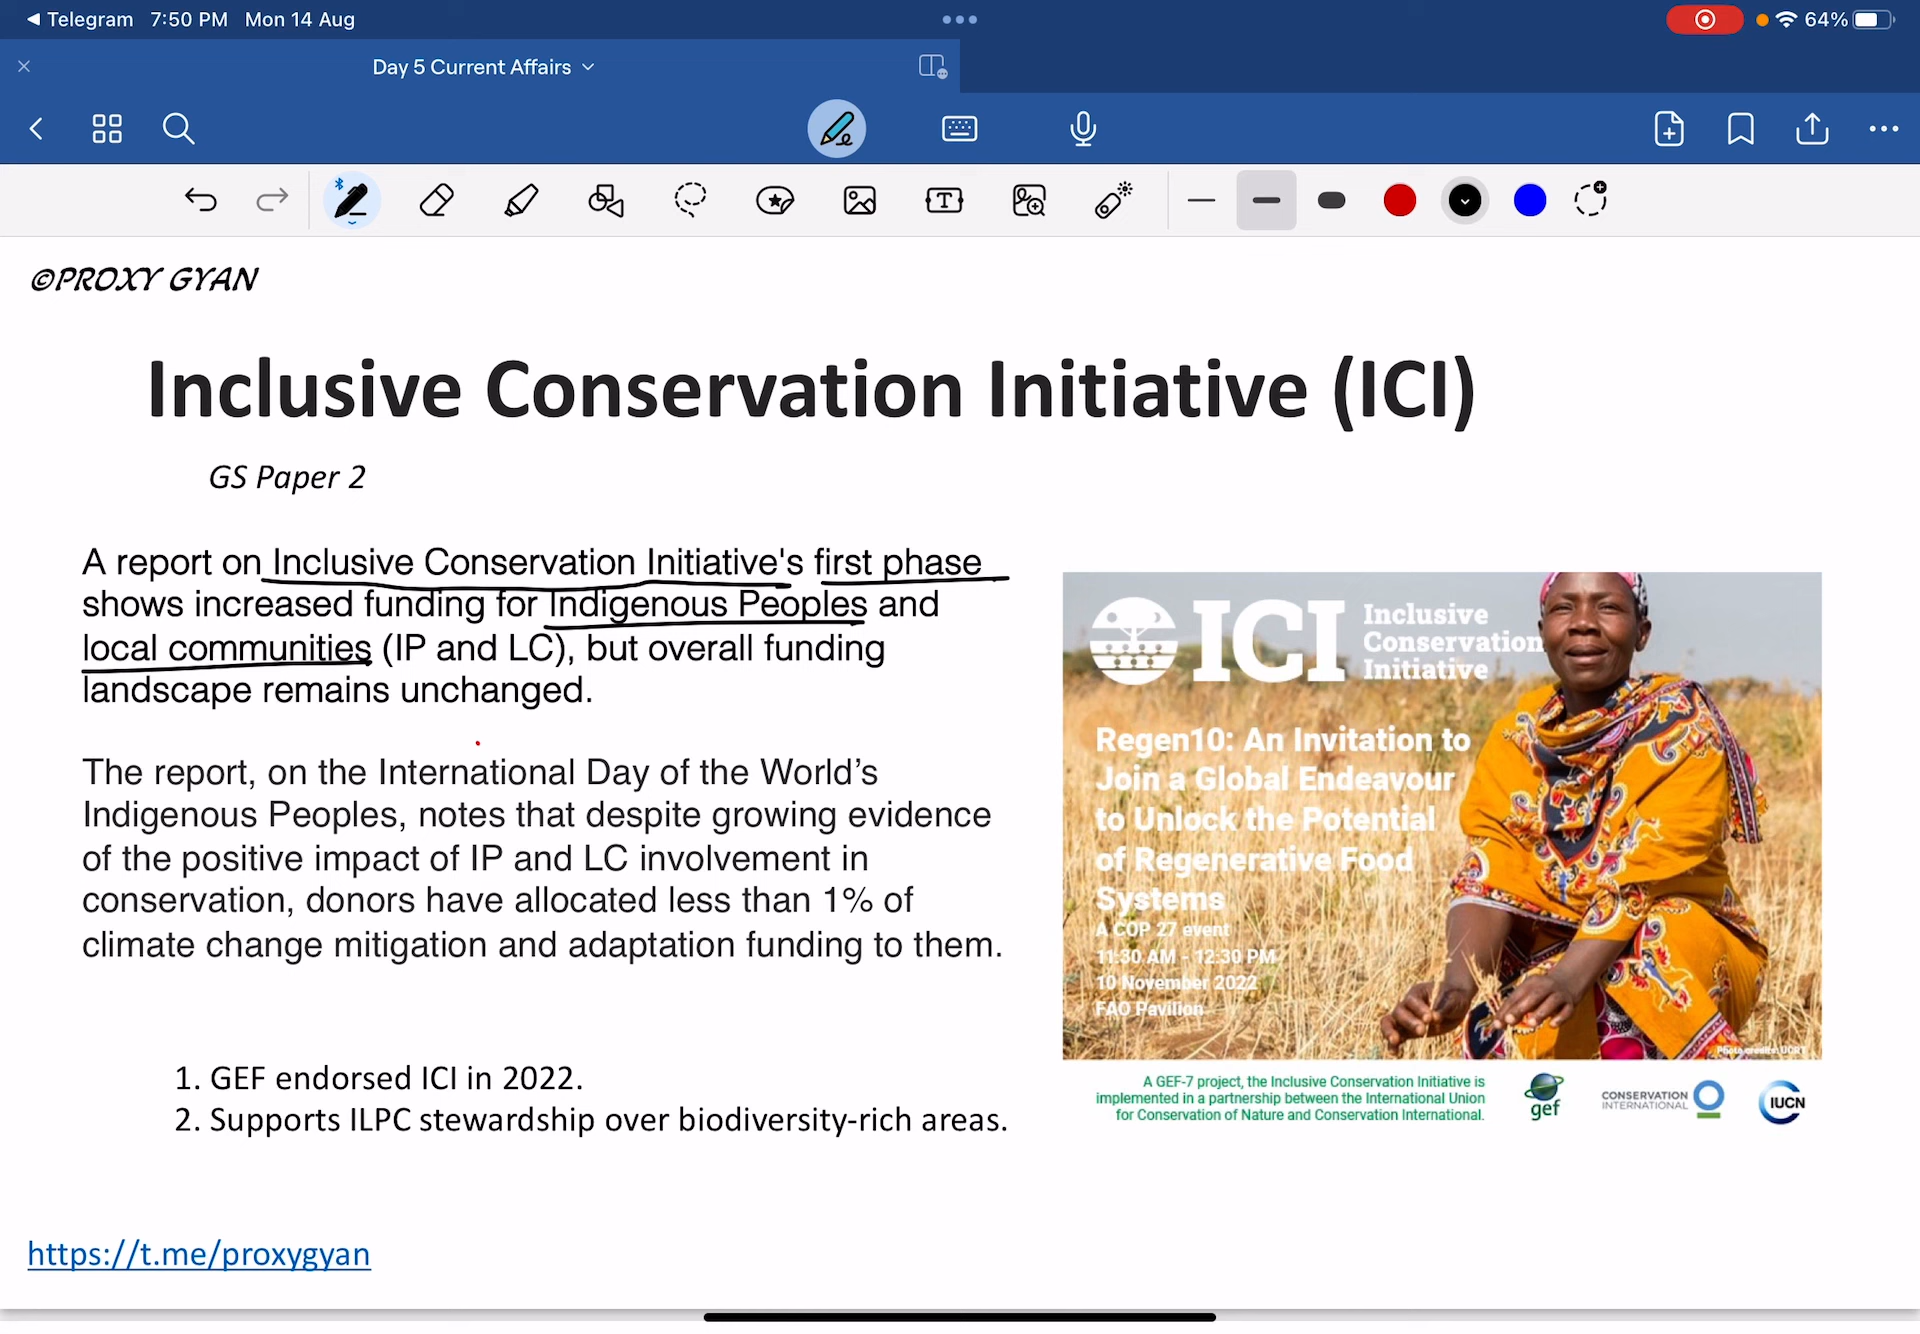 Telegram 7:50 PM Mon 14 Aug
64%
Day 5 Current Affairs
©PROXY GYAN
Inclusive Conservation Initiative (ICI)
GS Paper 2
A report on Inclusive Conservation Initiative's first phase
shows increased funding for Indigenous Peoples and
local communities (IP and LC), but overall funding
landscape remains unchanged.
The report, on the International Day of the World’s
Indigenous Peoples, notes that despite growing evidence
of the positive impact of IP and LC involvement in
conservation, donors have allocated less than 1% of
climate change mitigation and adaptation funding to them.
1. GEF endorsed ICI in 2022.
2. Supports ILPC stewardship over biodiversity-rich areas.
https://t.me/proxygyan
ICI
Inclusive
Conservation
Initiative
Regen10: An Invitation to
Join a Global Endeavour
to Unlock the Potential
of Regenerative Food
Systems
A COP 27 event
11:30 AM - 12:30 PM
10 November 2022
FAO Pavilion
Photo credits: UCRT
A GEF-7 project, the Inclusive Conservation Initiative is
implemented in a partnership between the International Union
for Conservation of Nature and Conservation International.
gef
CONSERVATION
INTERNATIONAL
IUCN